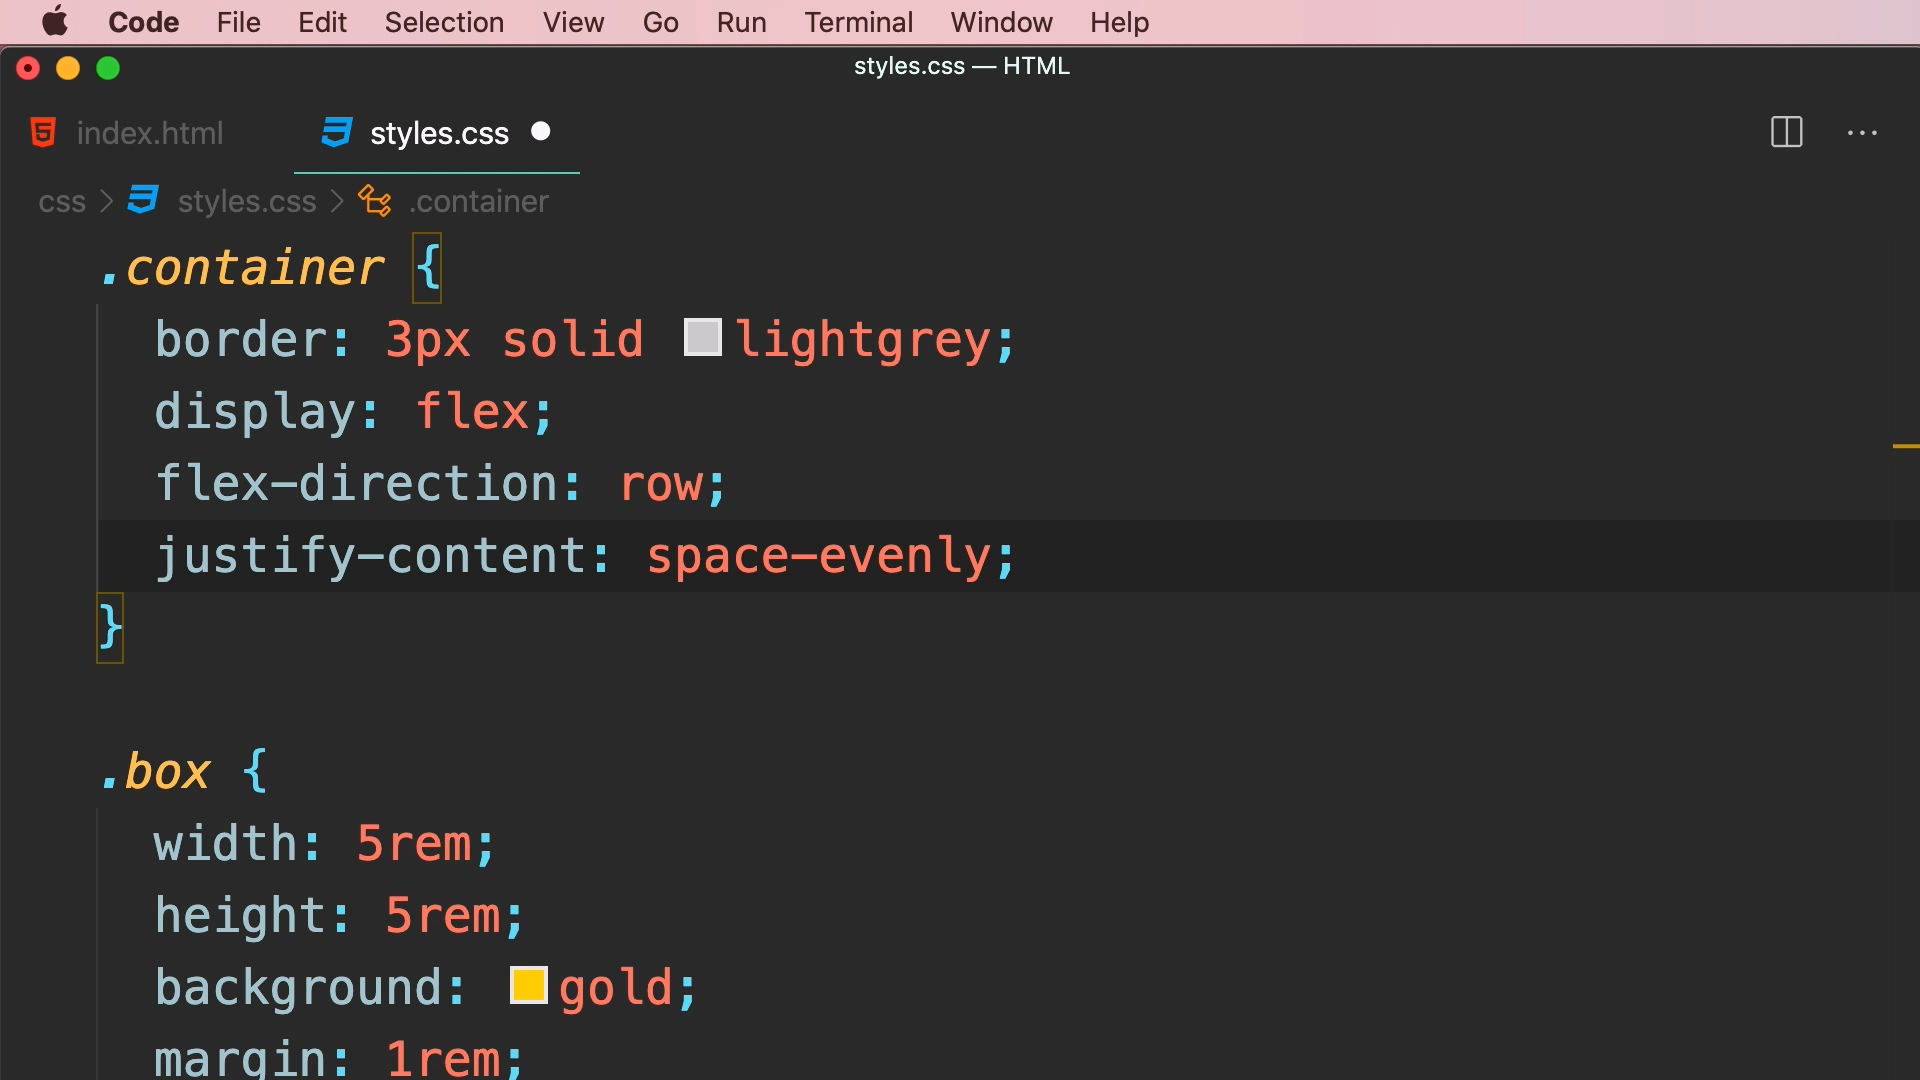 Code File Edit Selection View Go Run Terminal Window Help
styles.css — HTML
index.html styles.css
css > styles.css > .container
.container {
border: 3px solid lightgrey;
display: flex;
flex-direction: row;
justify-content: space-evenly;
}
.box {
width: 5rem;
height: 5rem;
background: gold;
margin: 1rem;